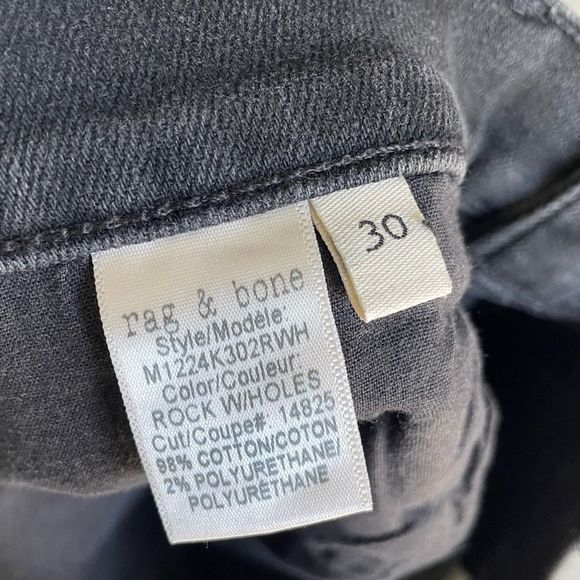 rag & bone
Style/Modèle:
M1224K302RWH
Color/Couleur:
ROCK W/HOLES
Cut/Coupe#: 14825
98% COTTON/COTON
2% POLYURETHANE/
POLYURÉTHANE
30